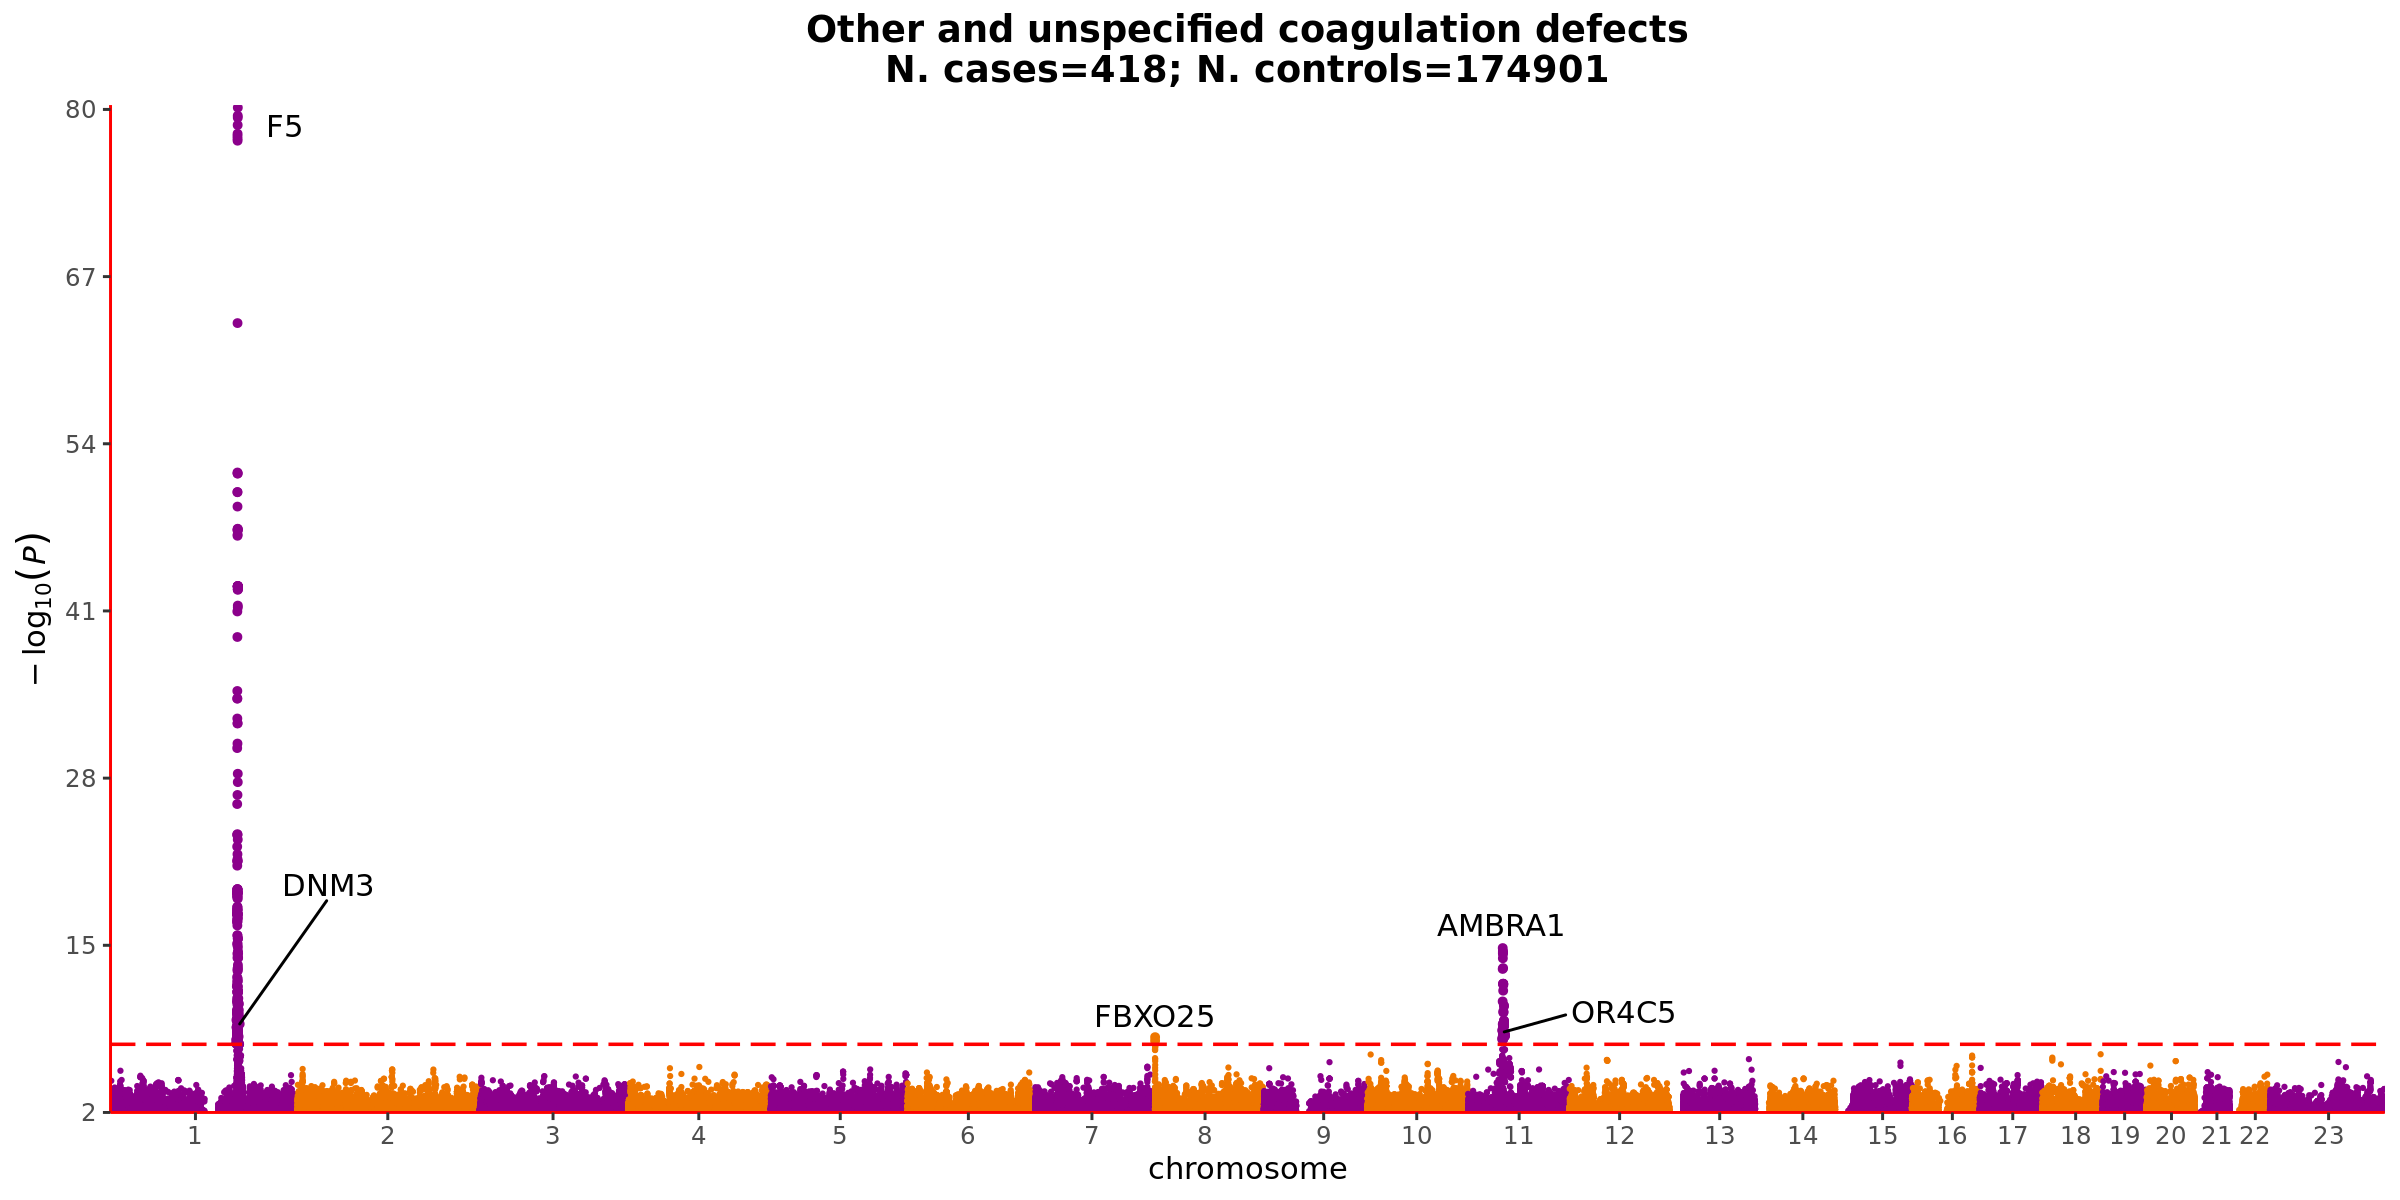 Other and unspecified coagulation defects
N. cases=418; N. controls=174901
80
F5
67
54
41
−log10(P)
28
DNM3
15
AMBRA1
OR4C5
FBXO25
2
1 2 3 4 5 6 7 8 9 10 11 12 13 14 15 16 17 18 19 20 21 22 23
chromosome